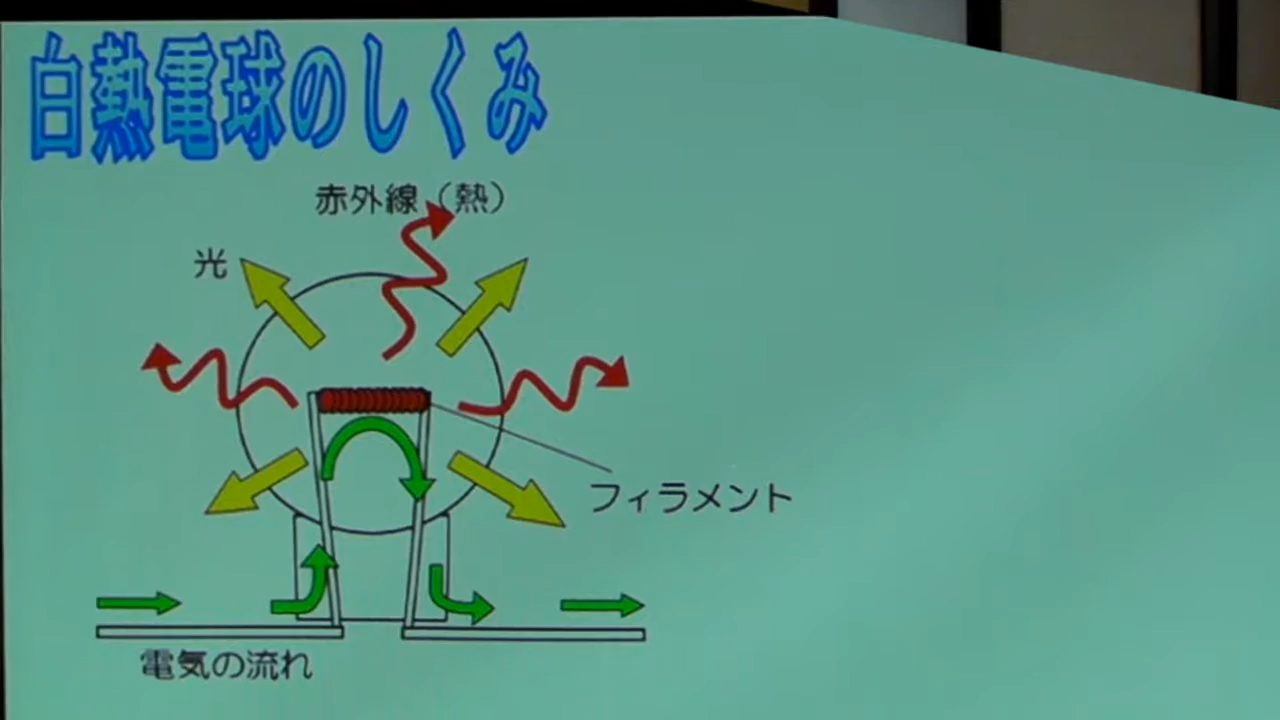 白熱電球のしくみ
赤外線（熱）
光
フィラメント
電気の流れ